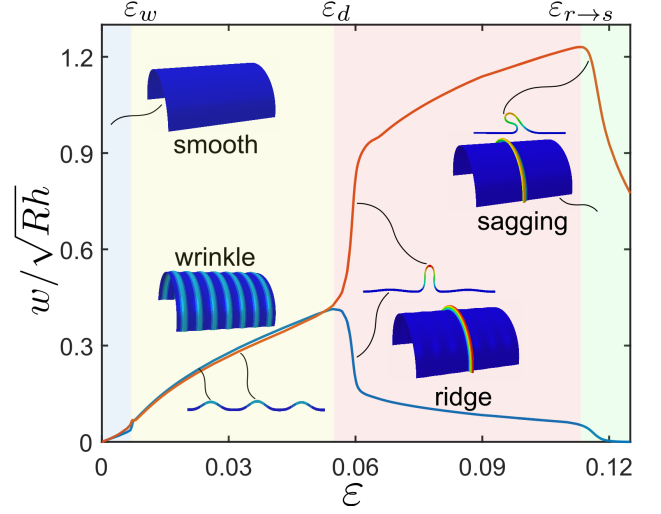 ε_w ε_d ε_{r→s}
1.2
smooth
0.9
sagging
w/√Rh
0.6
wrinkle
0.3
ridge
0
0 0.03 0.06 0.09 0.12
ε